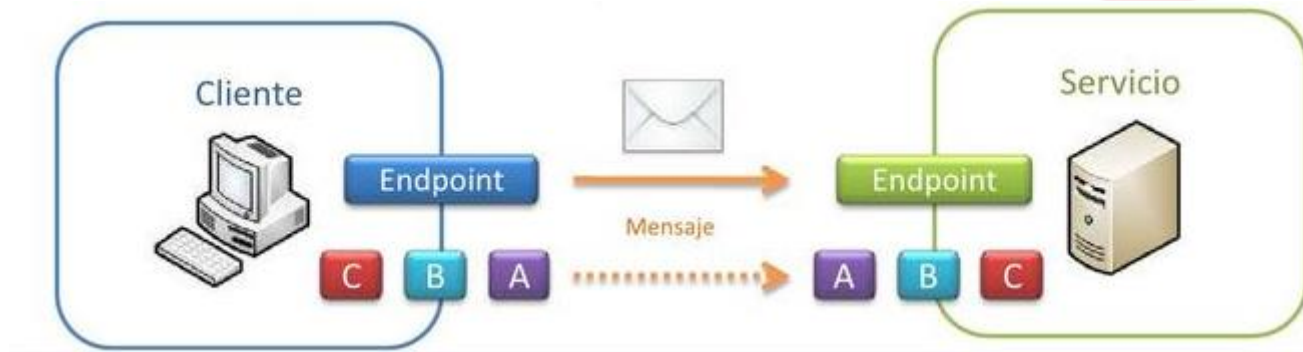 Cliente
Servicio
Endpoint
Endpoint
Mensaje
C B A
A B C